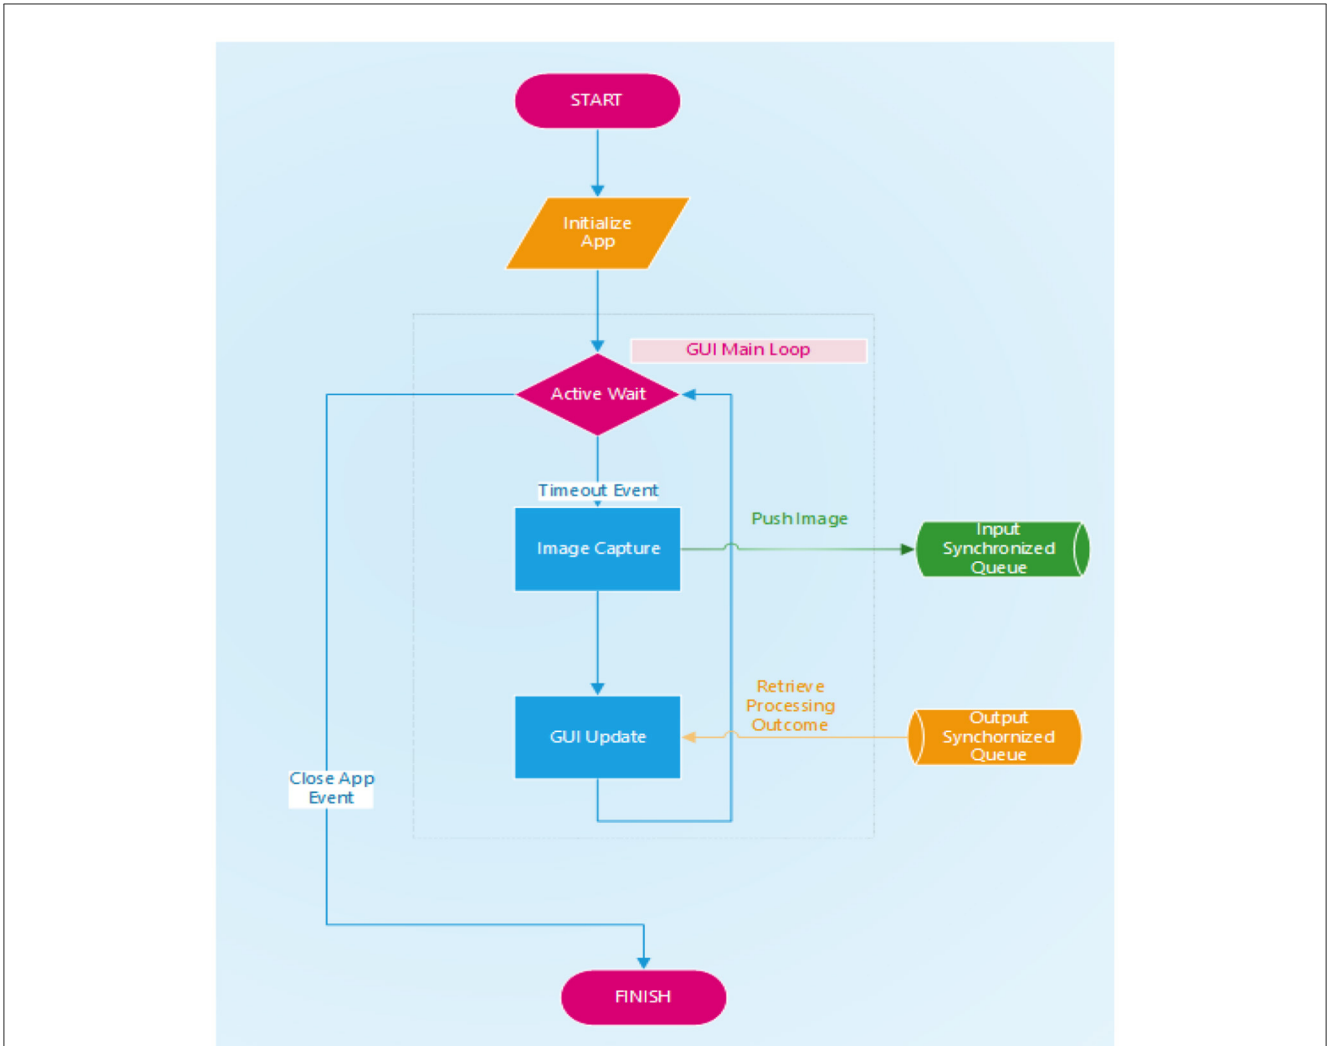 START
Initialize
App
GUI Main Loop
Active Wait
Timeout Event
Push Image
Input
Synchronized
Queue
Image Capture
Retrieve
Processing
Outcome
Output
Synchornized
Queue
GUI Update
Close App
Event
FINISH